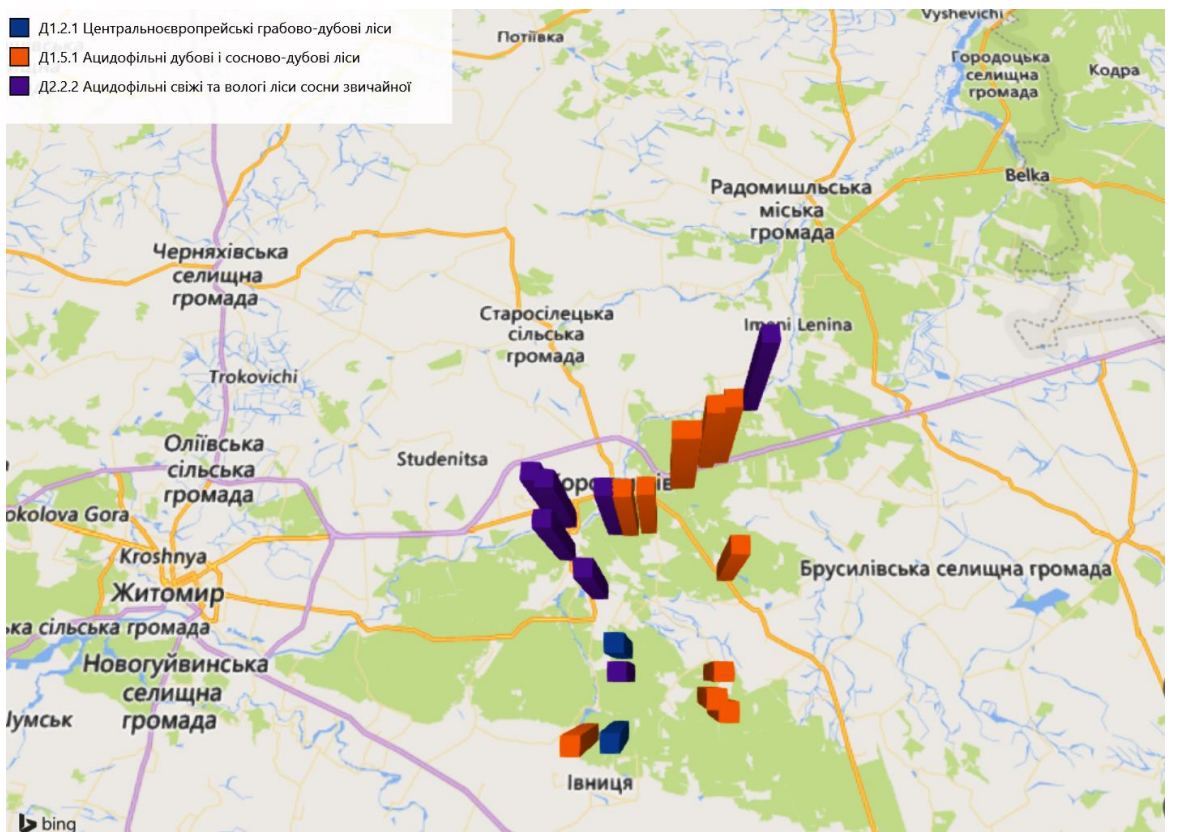 Д1.2.1 Центральноєвропрейські грабово-дубові ліси
Д1.5.1 Ацидофільні дубові і сосново-дубові ліси
Д2.2.2 Ацидофільні свіжі та вологі ліси сосни звичайної
Vyshevichi
Потіївка
Городоцька
селищна
громада
Кодра
Belka
Радомишльська
міська
громада
Черняхівська
селищна
громада
Старосілецька
сільська
громада
Imeni Lenina
Trokovichi
Оліївська
сільська
громада
Studenitsa
okolova Gora
Kroshnya
Житомир
Брусилівська селищна громада
ька сільська громада
Новогуйвинська
селищна
громада
Івниця
bing